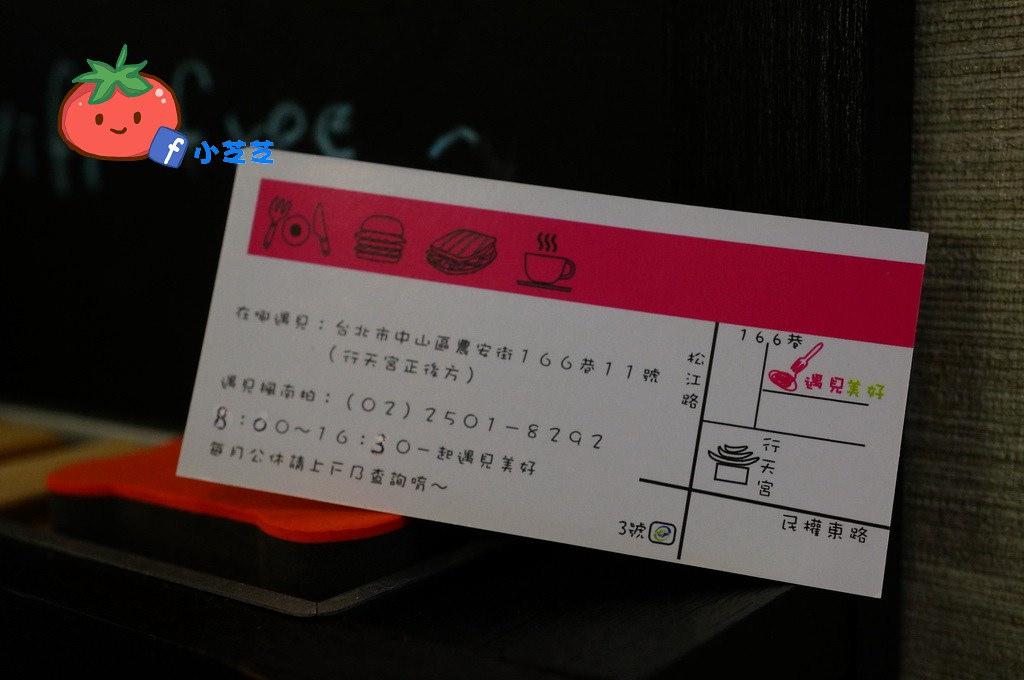 小芝芝
在哪遇見：台北市中山區農安街166巷11號
（行天宮正後方）
遇見楓南拍：（02）2501-8292
8：00～16：30一起遇見美好
每月公休請上FB查詢唷～
166巷
遇見美好
松江路
行天宮
民權東路
3號